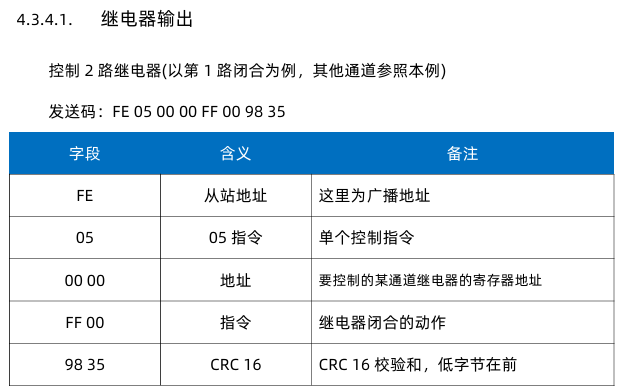 4.3.4.1. 继电器输出
控制 2 路继电器(以第 1 路闭合为例，其他通道参照本例)
发送码：FE 05 00 00 FF 00 98 35
字段 含义 备注
FE 从站地址 这里为广播地址
05 05 指令 单个控制指令
00 00 地址 要控制的某通道继电器的寄存器地址
FF 00 指令 继电器闭合的动作
98 35 CRC 16 CRC 16 校验和，低字节在前